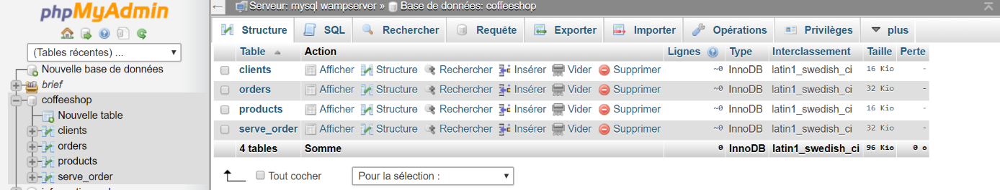 phpMyAdmin
(Tables récentes) ...
Nouvelle base de données
brief
coffeeshop
Nouvelle table
clients
orders
products
serve_order
Serveur: mysql wampserver » Base de données: coffeeshop
Structure SQL Rechercher Requête Exporter Importer Opérations Privilèges plus
Table Action Lignes Type Interclassement Taille Perte
clients Afficher Structure Rechercher Insérer Vider Supprimer ~0 InnoDB latin1_swedish_ci 16 Kio -
orders Afficher Structure Rechercher Insérer Vider Supprimer ~0 InnoDB latin1_swedish_ci 32 Kio -
products Afficher Structure Rechercher Insérer Vider Supprimer ~0 InnoDB latin1_swedish_ci 16 Kio -
serve_order Afficher Structure Rechercher Insérer Vider Supprimer ~0 InnoDB latin1_swedish_ci 32 Kio -
4 tables Somme 0 InnoDB latin1_swedish_ci 96 Kio 0 o
Tout cocher Pour la sélection :